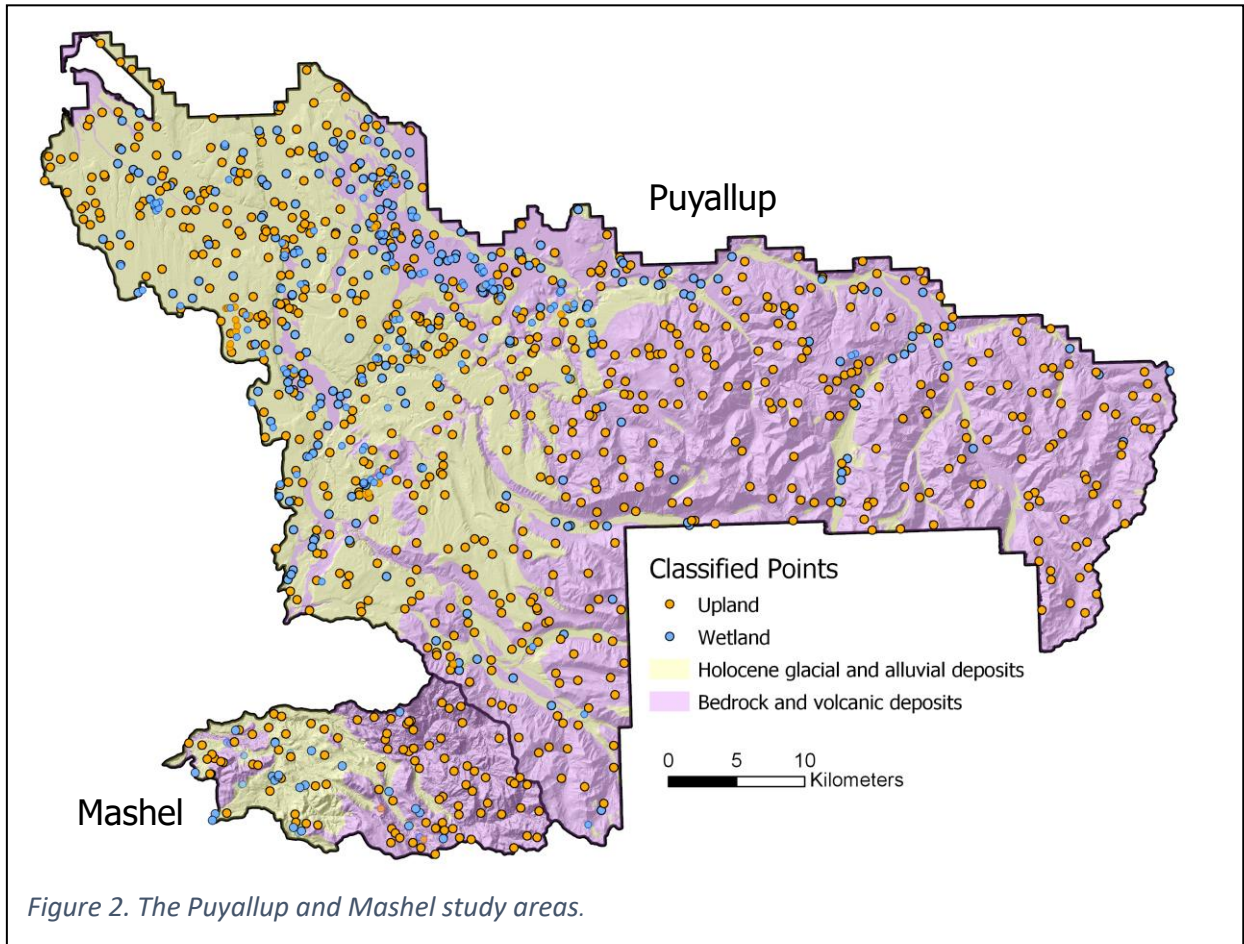 Puyallup
Classified Points
Upland
Wetland
Holocene glacial and alluvial deposits
Bedrock and volcanic deposits
0 5 10
Kilometers
Mashel
Figure 2. The Puyallup and Mashel study areas.